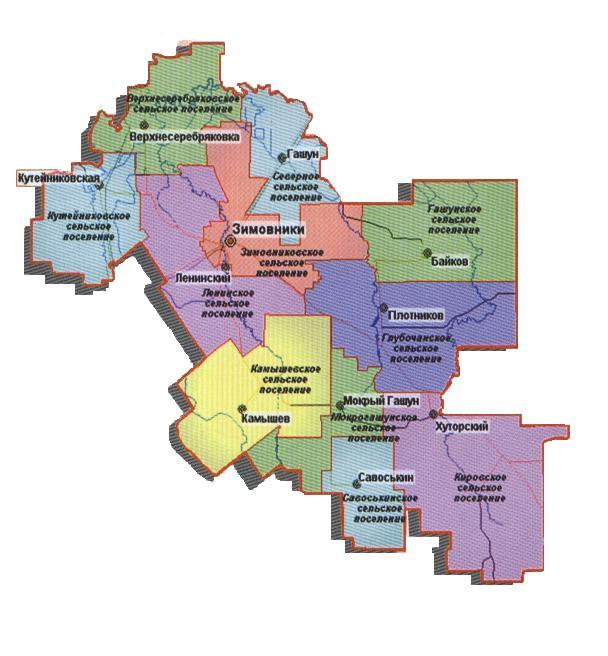 Верхнесеребряковское
сельское поселение
Верхнесеребряковка
Гашун
Кутейниковская
Северное
сельское
поселение
Кутейниковское
сельское
поселение
Гашунское
сельское
поселение
Зимовники
Зимовниковское
сельское
поселение
Байков
Ленинский
Ленинское
сельское
поселение
Плотников
Глубочанское
сельское
поселение
Камышевское
сельское
поселение
Камышев
Мокрый Гашун
Мокрогашунское
сельское
поселение
Хуторский
Савоськин
Савоськинское
сельское
поселение
Кировское
сельское
поселение